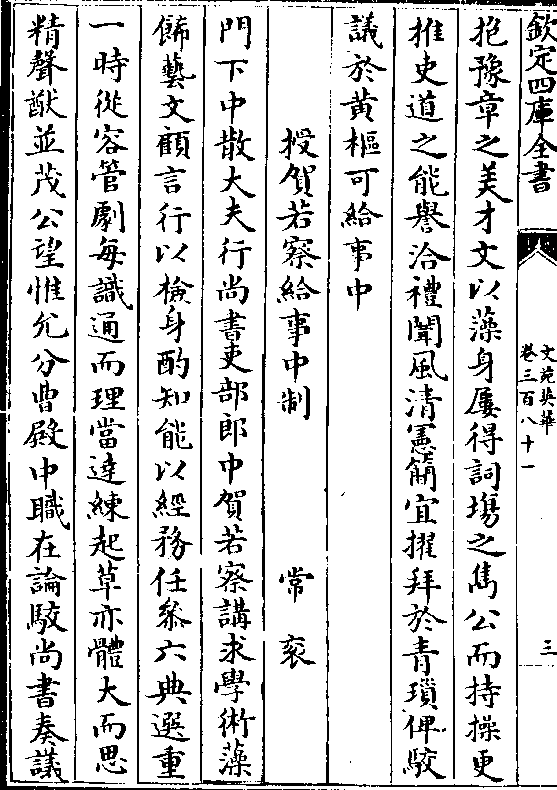 欽定四庫全書
文苑英華
卷三百八十一
三
抱豫章之美才文以藻身屢得詞場之雋公而持操更
推史道之能譽洽禮闈風清憲簡宜擢拜於青瑣俾駮
議於黃樞可給事中
授賀若察給事中制 常衮
門下中散大夫行尚書吏部郎中賀若察講求學術藻
飾藝文顧言行以檢身酌知能以經務任叅六典選重
一時從容管劇每識通而理當達練起草亦體大而思
精聲猷並茂公望惟允分曹殿中職在論駮尚書奏議